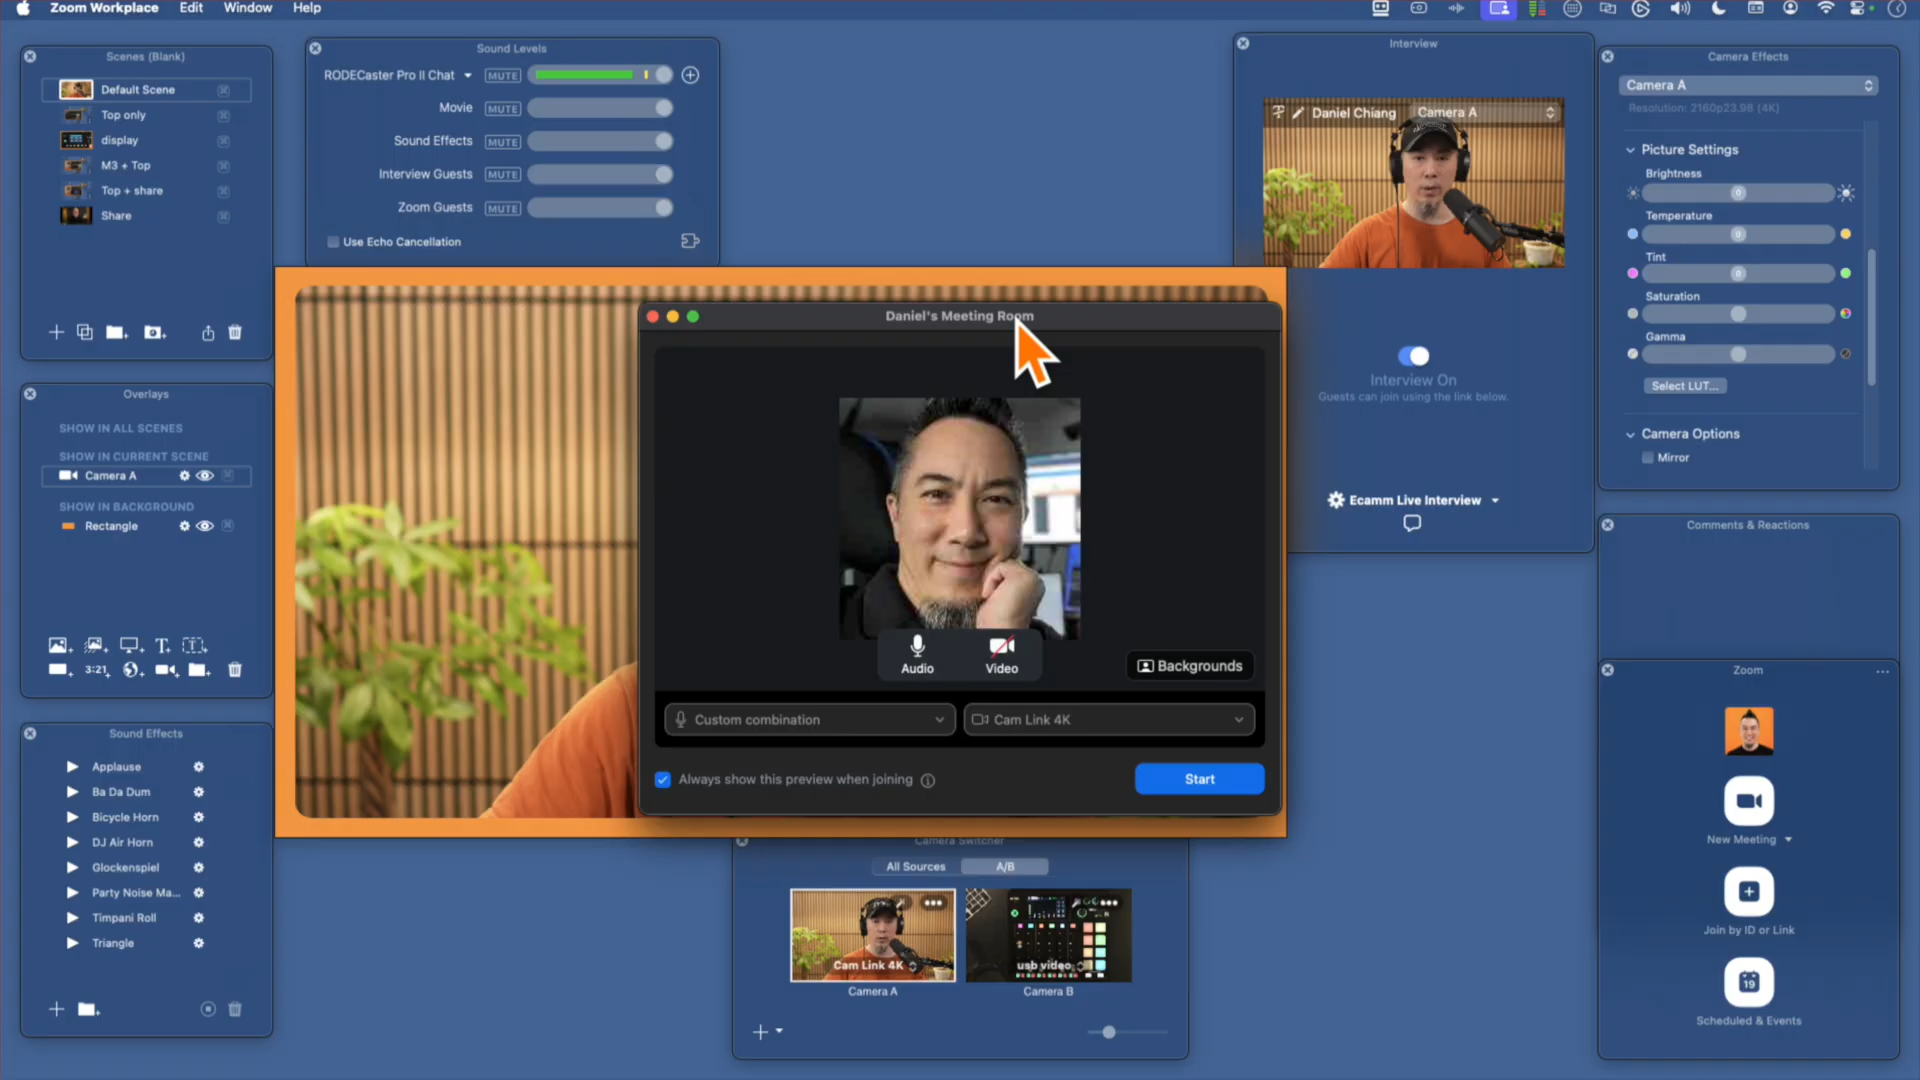 Zoom Workplace Edit Window Help
Scenes (Blank)
Default Scene
Top only
display
M3 + Top
Top + share
Share
Sound Levels
RODECaster Pro II Chat MUTE
Movie MUTE
Sound Effects MUTE
Interview Guests MUTE
Zoom Guests MUTE
Use Echo Cancellation
Interview
Daniel Chiang Camera A
Interview On
Guests can join using the link below.
Ecamm Live Interview
Camera Effects
Camera A
Resolution: 2160p23.98 (4K)
Picture Settings
Brightness
0
Temperature
0
Tint
0
Saturation
Gamma
Select LUT...
Camera Options
Mirror
Overlays
SHOW IN ALL SCENES
SHOW IN CURRENT SCENE
Camera A
SHOW IN BACKGROUND
Rectangle
3:21
Daniel's Meeting Room
Audio
Video
Backgrounds
Custom combination
Cam Link 4K
Always show this preview when joining
Start
Comments & Reactions
Zoom
New Meeting
Join by ID or Link
19
Scheduled & Events
Sound Effects
Applause
Ba Da Dum
Bicycle Horn
DJ Air Horn
Glockenspiel
Party Noise Ma...
Timpani Roll
Triangle
Camera Switcher
All Sources A/B
Cam Link 4K
Camera A
usb video
Camera B